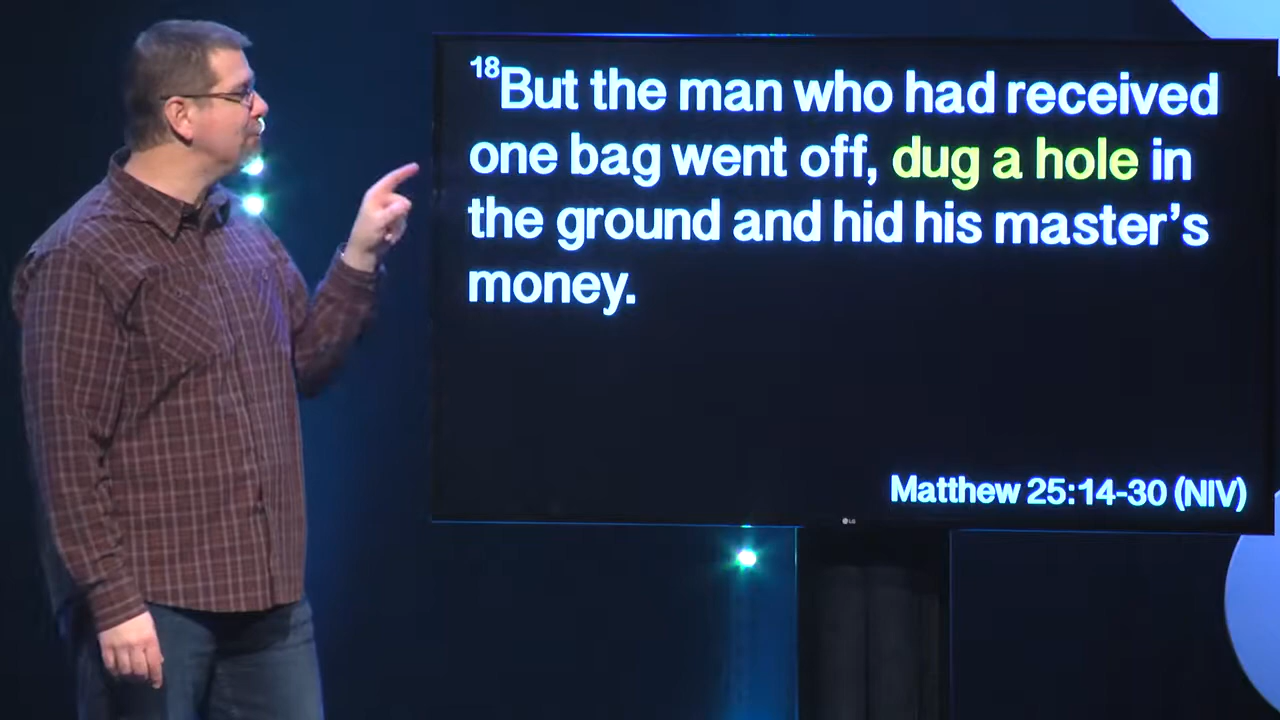 18But the man who had received
one bag went off, dug a hole in
the ground and hid his master’s
money.
Matthew 25:14-30 (NIV)
LG